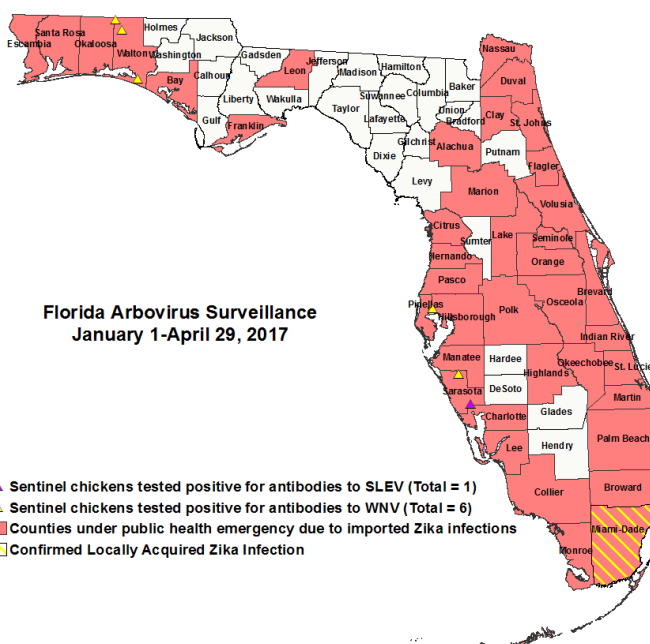 Holmes
Jackson
Santa Rosa
Escambia
Okaloosa
Walton
Washington
Gadsden
Jefferson
Hamilton
Nassau
Calhoun
Leon
Madison
Bay
Duval
Suwannee
Columbia
Baker
Liberty
Wakulla
Taylor
Union
Clay
Lafayette
Bradford
St. Johns
Gulf
Franklin
Gilchrist
Alachua
Putnam
Dixie
Flagler
Levy
Marion
Volusia
Citrus
Lake
Sumter
Seminole
Hernando
Orange
Pasco
Brevard
Osceola
Pinellas
Hillsborough
Polk
Florida Arbovirus Surveillance
January 1-April 29, 2017
Indian River
Manatee
Hardee
Okeechobee
St. Lucie
Highlands
Sarasota
DeSoto
Martin
Glades
Charlotte
Palm Beach
Lee
Hendry
Sentinel chickens tested positive for antibodies to SLEV (Total = 1)
Collier
Broward
Sentinel chickens tested positive for antibodies to WNV (Total = 6)
Counties under public health emergency due to imported Zika infections
Miami-Dade
Confirmed Locally Acquired Zika Infection
Monroe